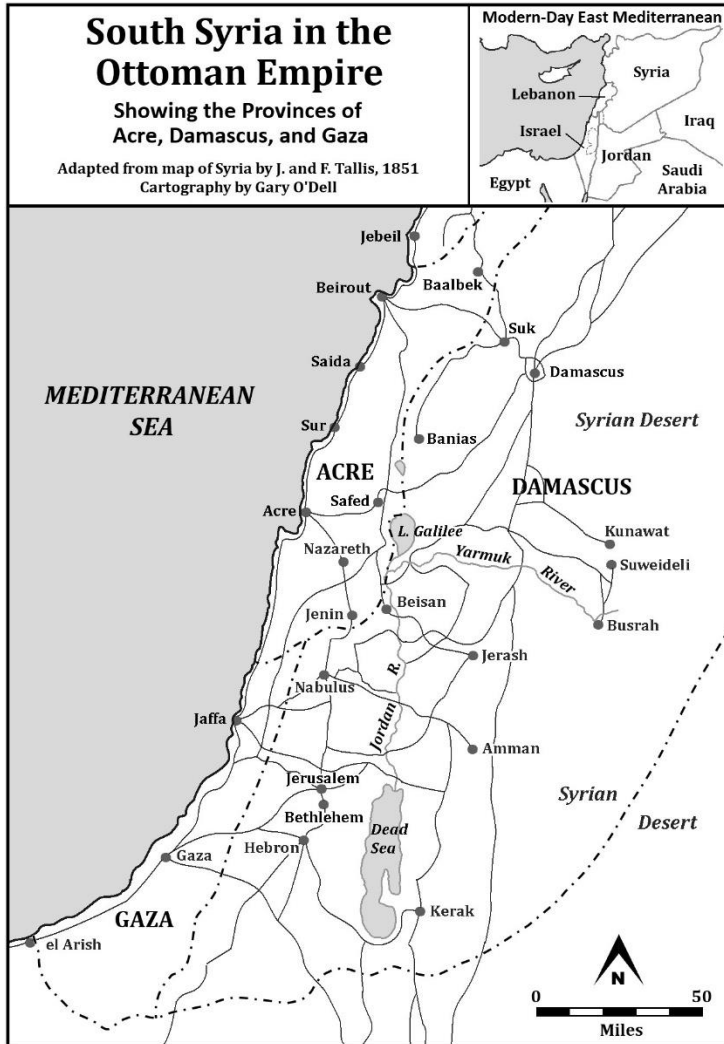 South Syria in the
Ottoman Empire
Showing the Provinces of
Acre, Damascus, and Gaza
Adapted from map of Syria by J. and F. Tallis, 1851
Cartography by Gary O'Dell
Modern-Day East Mediterranean
Syria
Lebanon
Iraq
Israel
Jordan
Saudi
Arabia
Egypt
Jebeil
Baalbek
Beirout
Suk
Saida
Damascus
MEDITERRANEAN
SEA
Syrian Desert
Sur
Banias
ACRE
DAMASCUS
Safed
Acre
L. Galilee
Kunawat
Nazareth
Yarmuk
Suweideli
River
Beisan
Jenin
Busrah
Jerash
R.
Nabulus
Jordan
Jaffa
Amman
Jerusalem
Syrian
Bethlehem
Desert
Dead
Sea
Hebron
Gaza
Kerak
GAZA
el Arish
N
0
50
Miles